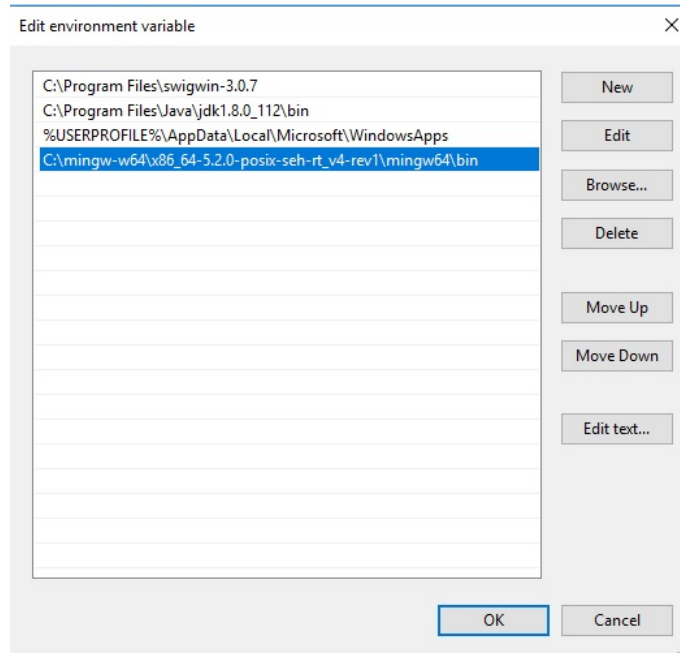 Edit environment variable
C:\Program Files\swigwin-3.0.7
C:\Program Files\Java\jdk1.8.0_112\bin
%USERPROFILE%\AppData\Local\Microsoft\WindowsApps
C:\mingw-w64\x86_64-5.2.0-posix-seh-rt_v4-rev1\mingw64\bin
New
Edit
Browse...
Delete
Move Up
Move Down
Edit text...
OK
Cancel